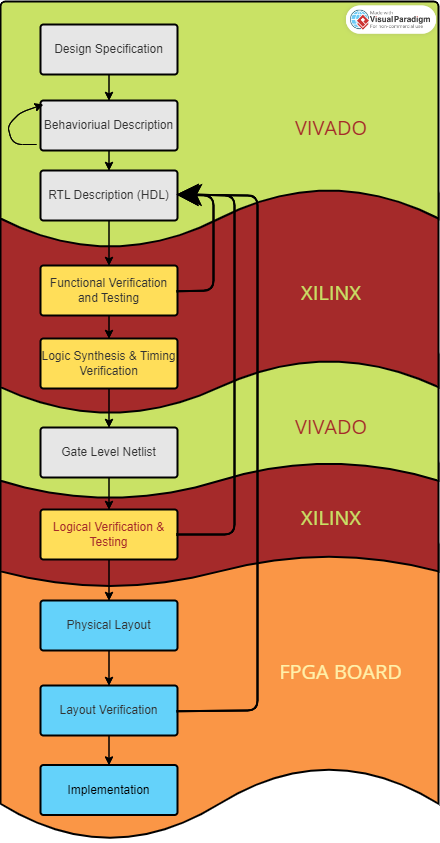 Made with
VisualParadigm
For non-commercial use
Design Specification
Behavioriual Description
VIVADO
RTL Description (HDL)
Functional Verification
and Testing
XILINX
Logic Synthesis & Timing
Verification
VIVADO
Gate Level Netlist
XILINX
Logical Verification &
Testing
Physical Layout
FPGA BOARD
Layout Verification
Implementation